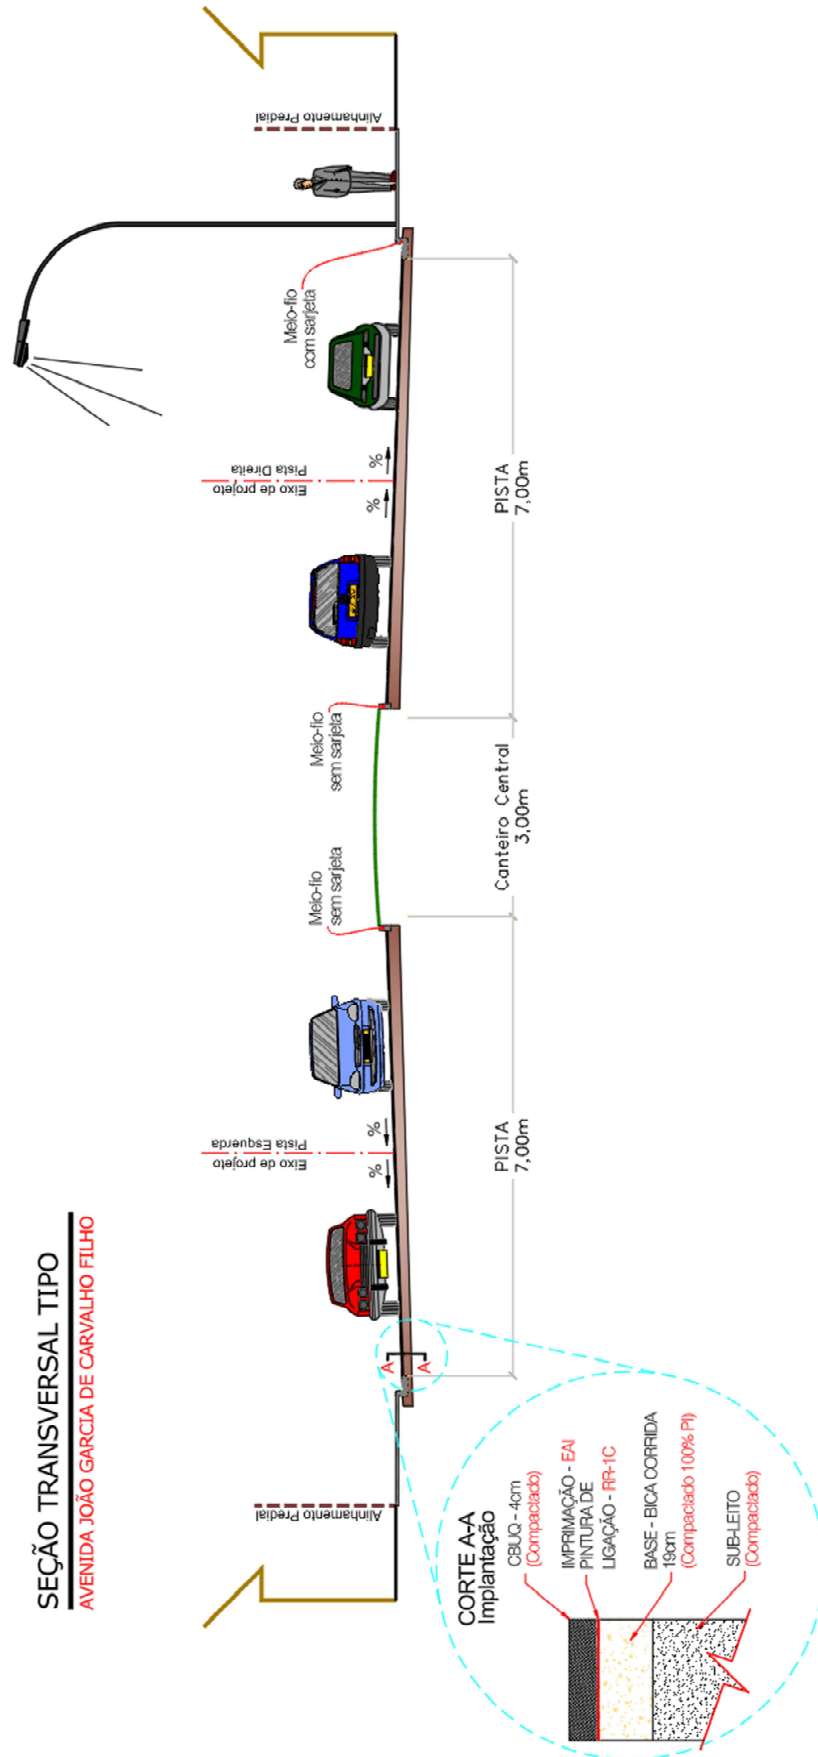 SEÇÃO TRANSVERSAL TIPO
AVENIDA JOÃO GARCIA DE CARVALHO FILHO
Alinhamento Predial
Eixo de projeto
Pista Esquerda
%
%
Meio-fio
sem sarjeta
Meio-fio
sem sarjeta
Eixo de projeto
Pista Direita
%
%
Meio-fio
com sarjeta
Alinhamento Predial
A
A
PISTA
7,00m
Canteiro Central
3,00m
PISTA
7,00m
CORTE A-A
Implantação
CBUQ - 4cm
(Compactado)
IMPRIMAÇÃO - EAI
PINTURA DE
LIGAÇÃO - RR-1C
BASE - BICA CORRIDA
19cm
(Compactado 100% PI)
SUB-LEITO
(Compactado)